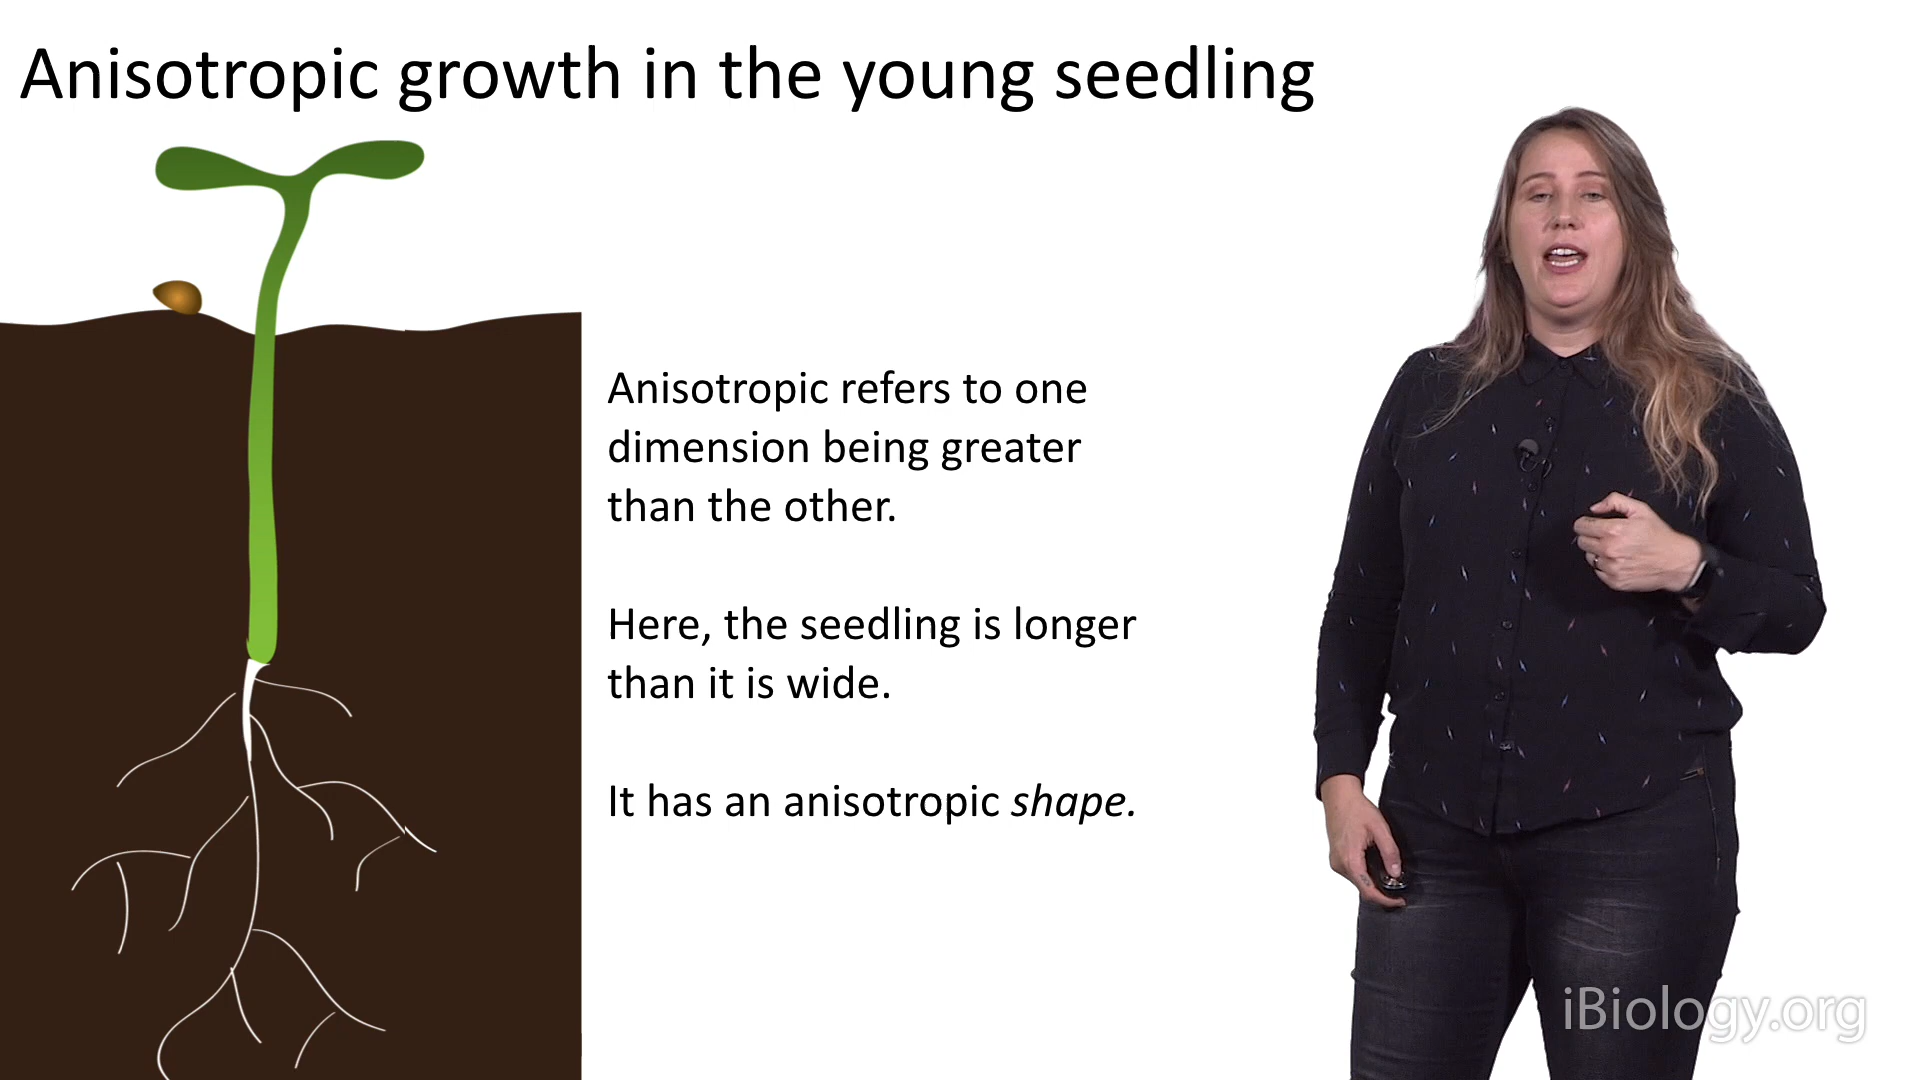 Anisotropic growth in the young seedling
Anisotropic refers to one
dimension being greater
than the other.
Here, the seedling is longer
than it is wide.
It has an anisotropic shape.
iBiology.org